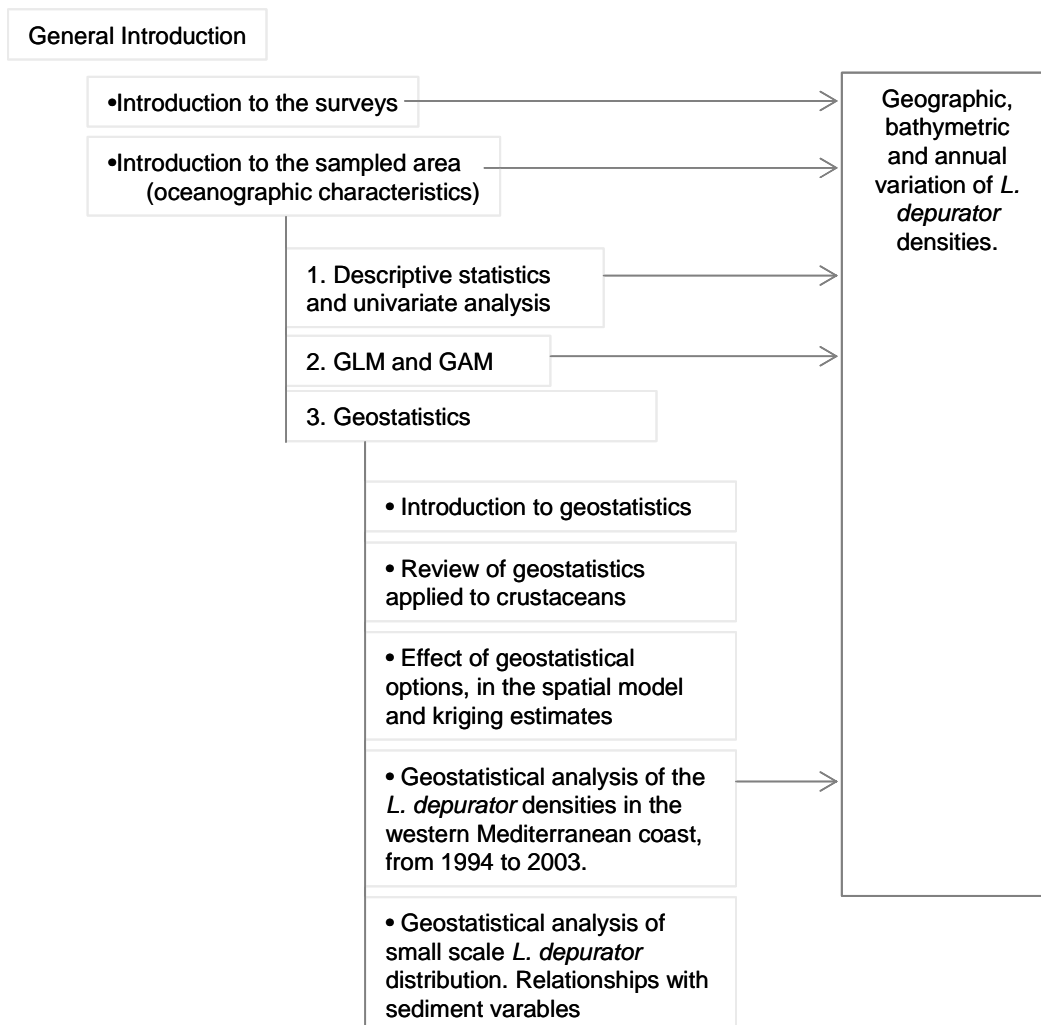 General Introduction
•Introduction to the surveys
•Introduction to the sampled area
(oceanographic characteristics)
1. Descriptive statistics
and univariate analysis
2. GLM and GAM
3. Geostatistics
• Introduction to geostatistics
• Review of geostatistics
applied to crustaceans
• Effect of geostatistical
options, in the spatial model
and kriging estimates
• Geostatistical analysis of the
L. depurator densities in the
western Mediterranean coast,
from 1994 to 2003.
• Geostatistical analysis of
small scale L. depurator
distribution. Relationships with
sediment varables
Geographic,
bathymetric
and annual
variation of L.
depurator
densities.